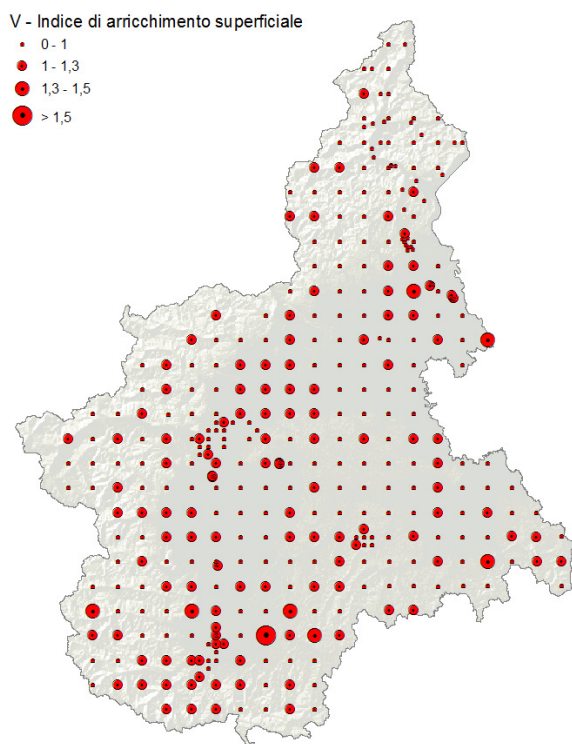 V - Indice di arricchimento superficiale
0 - 1
1 - 1,3
1,3 - 1,5
> 1,5